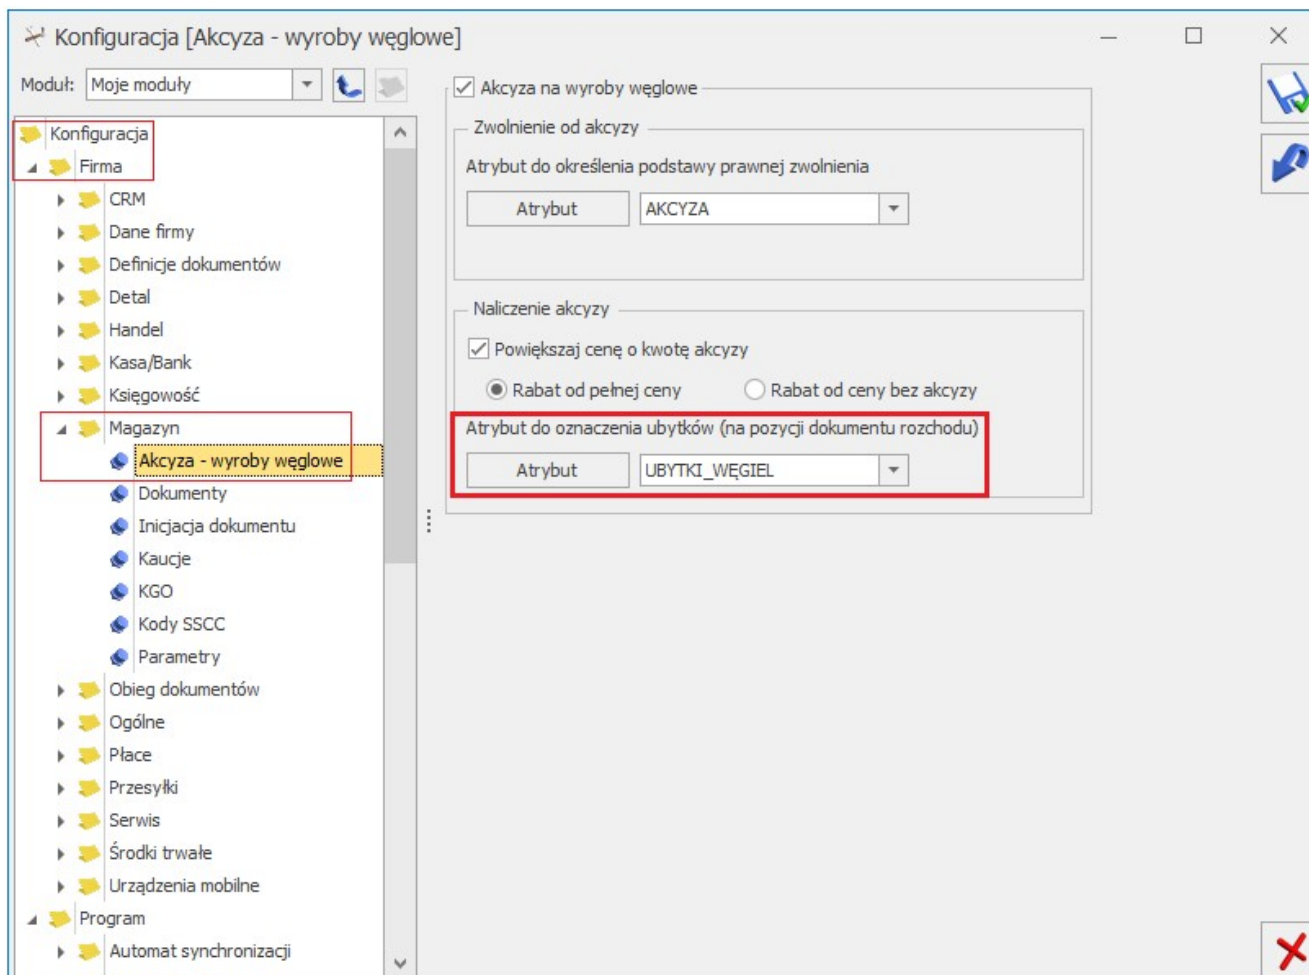 Konfiguracja [Akcyza - wyroby węglowe]
Moduł: Moje moduły
Konfiguracja
Firma
CRM
Dane firmy
Definicje dokumentów
Detal
Handel
Kasa/Bank
Księgowość
Magazyn
Akcyza - wyroby węglowe
Dokumenty
Inicjacja dokumentu
Kaucje
KGO
Kody SSCC
Parametry
Obieg dokumentów
Ogólne
Płace
Przesyłki
Serwis
Środki trwałe
Urządzenia mobilne
Program
Automat synchronizacji
Akcyza na wyroby węglowe
Zwolnienie od akcyzy
Atrybut do określenia podstawy prawnej zwolnienia
Atrybut AKCYZA
Naliczenie akcyzy
Powiększaj cenę o kwotę akcyzy
Rabat od pełnej ceny Rabat od ceny bez akcyzy
Atrybut do oznaczenia ubytków (na pozycji dokumentu rozchodu)
Atrybut UBYTKI_WĘGIEL